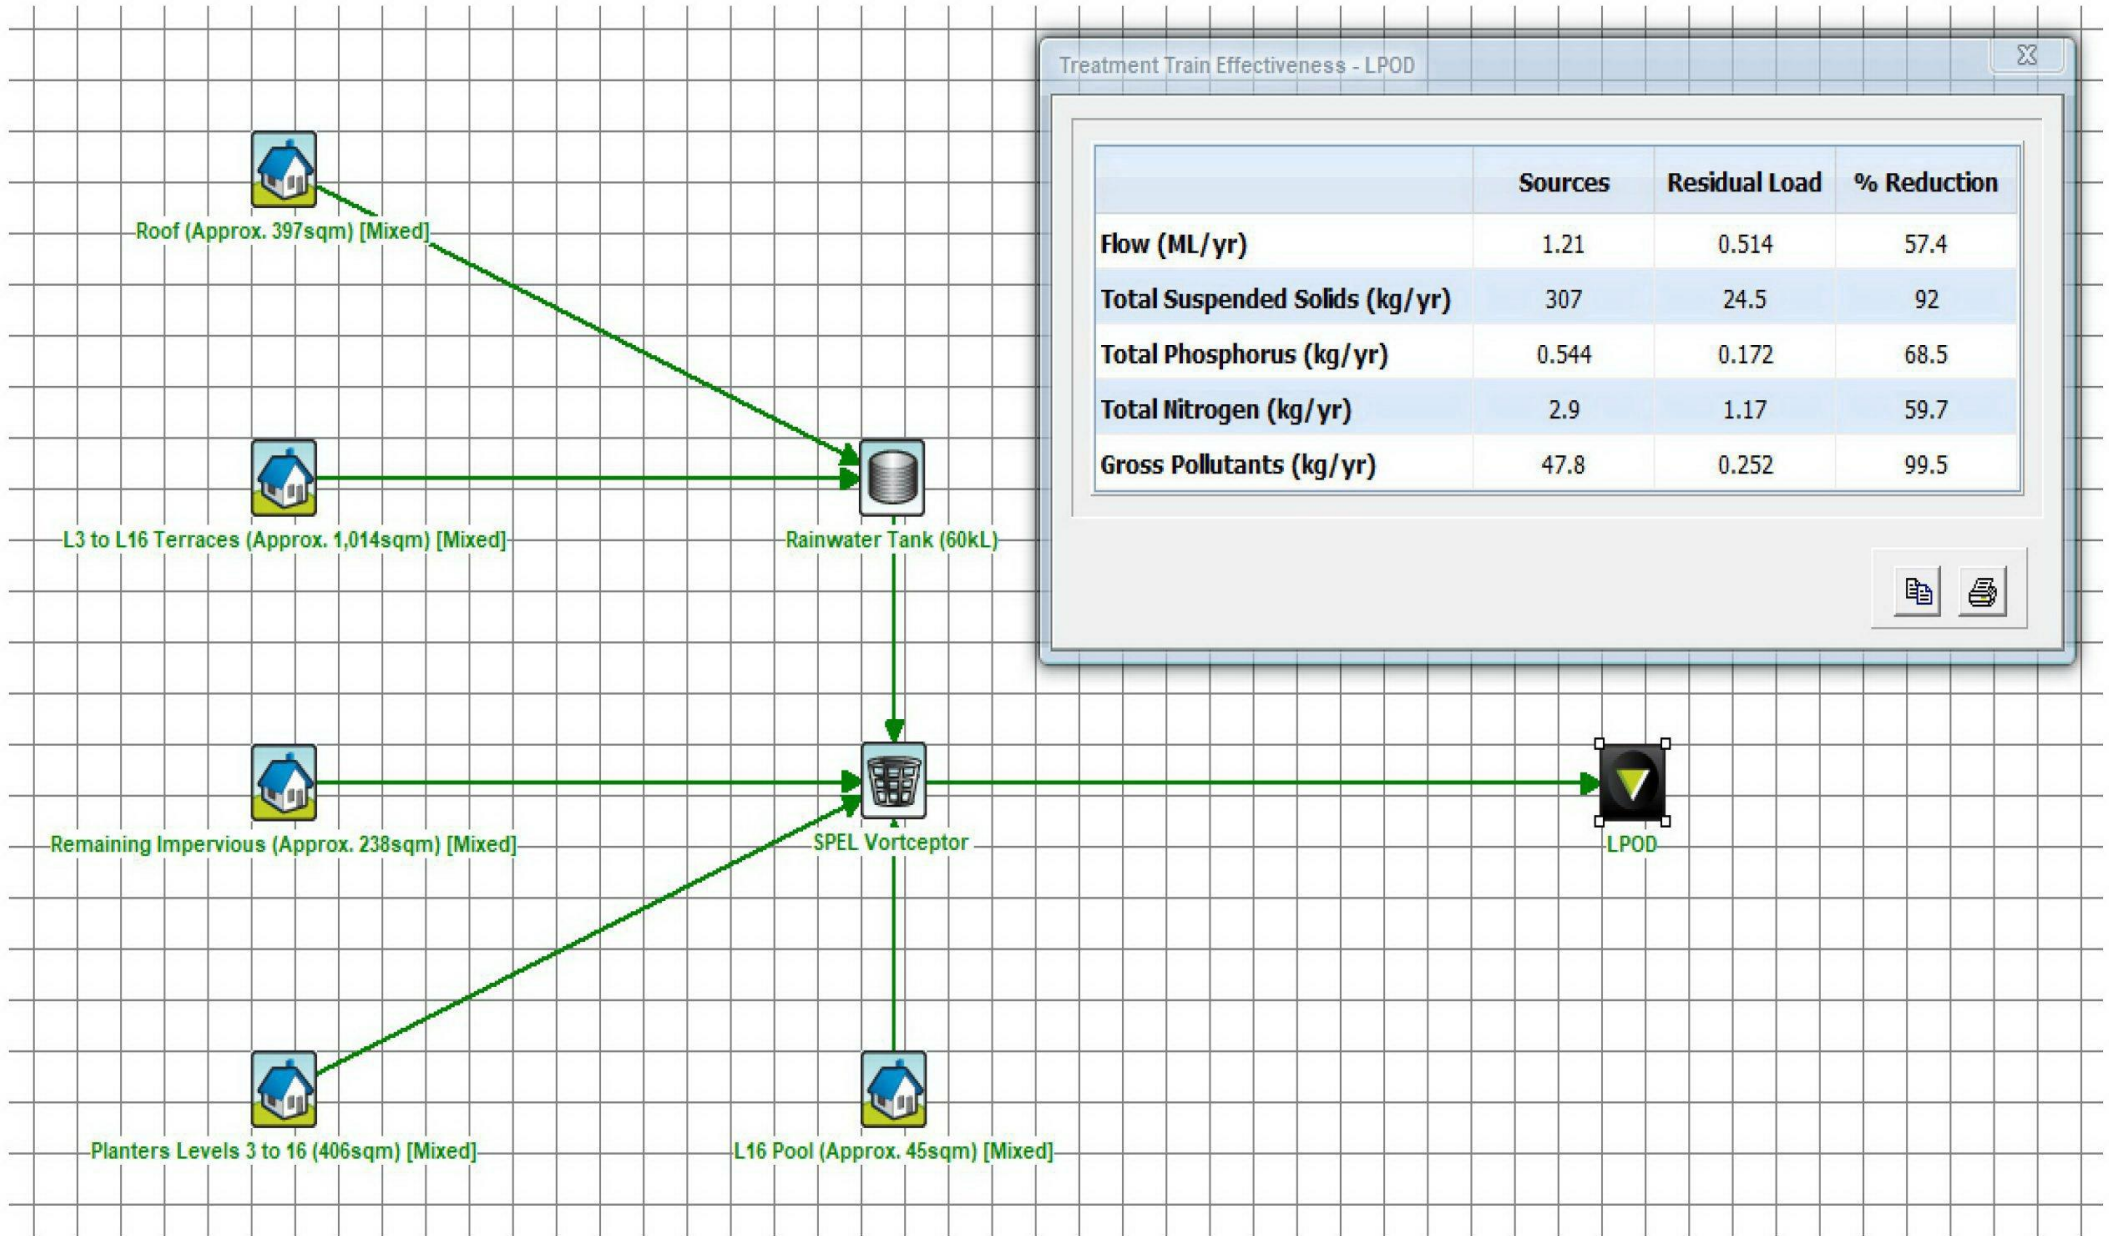 Treatment Train Effectiveness - LPOD
X
Sources Residual Load % Reduction
Flow (ML/yr) 1.21 0.514 57.4
Total Suspended Solids (kg/yr) 307 24.5 92
Total Phosphorus (kg/yr) 0.544 0.172 68.5
Total Nitrogen (kg/yr) 2.9 1.17 59.7
Gross Pollutants (kg/yr) 47.8 0.252 99.5
Roof (Approx. 397sqm) [Mixed]
L3 to L16 Terraces (Approx. 1,014sqm) [Mixed]
Rainwater Tank (60kL)
Remaining Impervious (Approx. 238sqm) [Mixed]
SPEL Vortceptor
LPOD
Planters Levels 3 to 16 (406sqm) [Mixed]
L16 Pool (Approx. 45sqm) [Mixed]